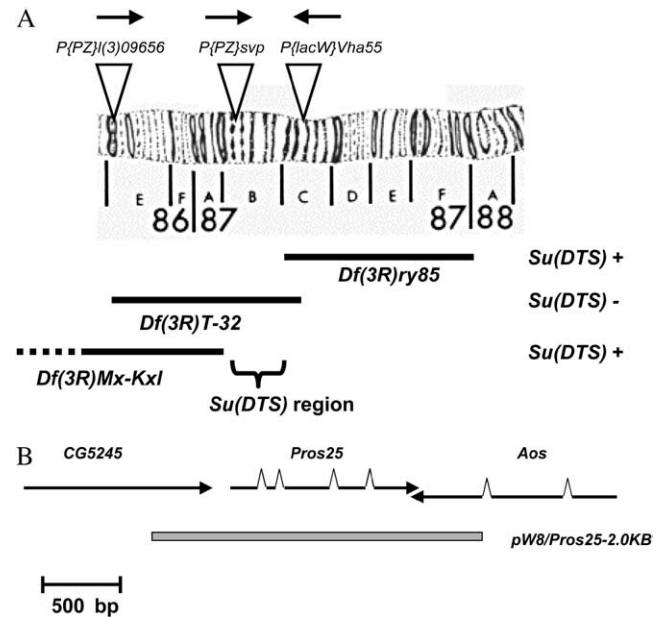 A
P{PZ}l(3)09656 P{PZ}svp P{lacW}Vha55
E F A B C D E F A
86 87 87 88
Df(3R)ry85 Su(DTS) +
Df(3R)T-32 Su(DTS) -
Df(3R)Mx-KxI Su(DTS) +
Su(DTS) region
B
CG5245 Pros25 Aos
pW8/Pros25-2.0KB
500 bp